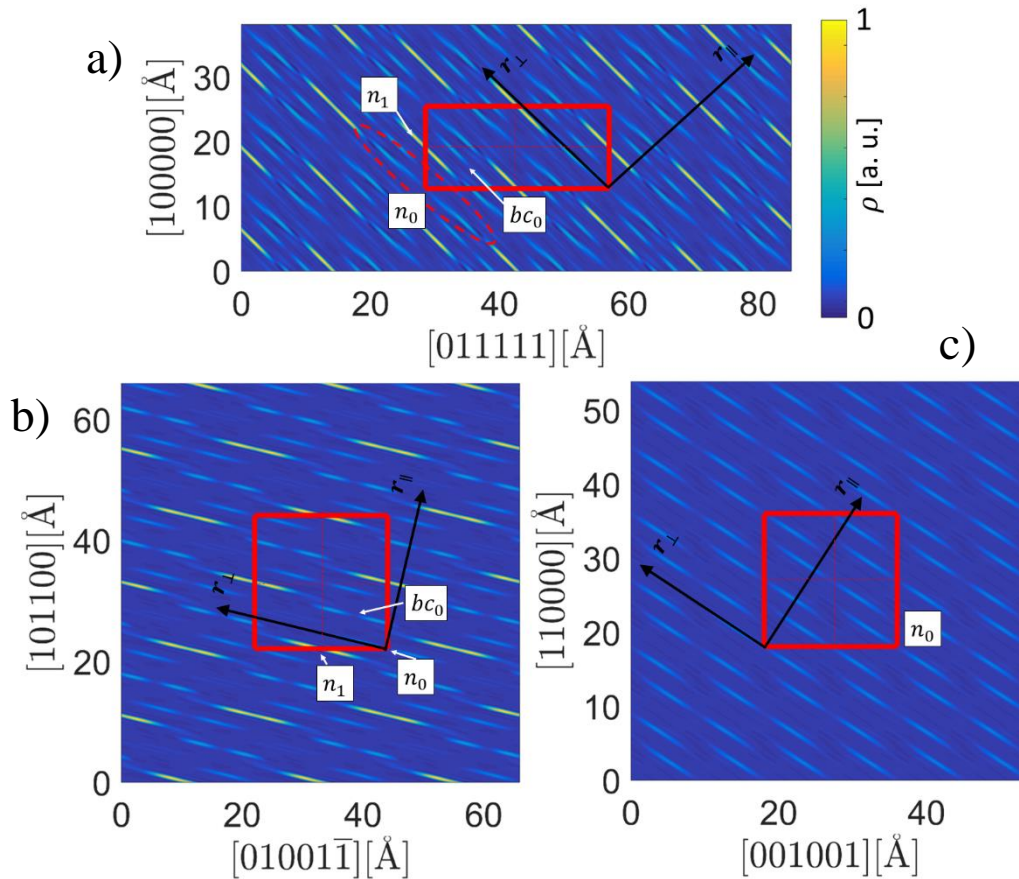 a)
[100000][Å]
30
20
10
0
n₁
n₀
bc₀
r⊥
r∥
0
20
40
60
80
[011111][Å]
1
0
ρ [a. u.]
c)
b)
[101100][Å]
60
40
20
0
r⊥
r∥
bc₀
n₁
n₀
0
20
40
60
[010011̅][Å]
[110000][Å]
50
40
30
20
10
0
r⊥
r∥
n₀
0
20
40
[001001][Å]